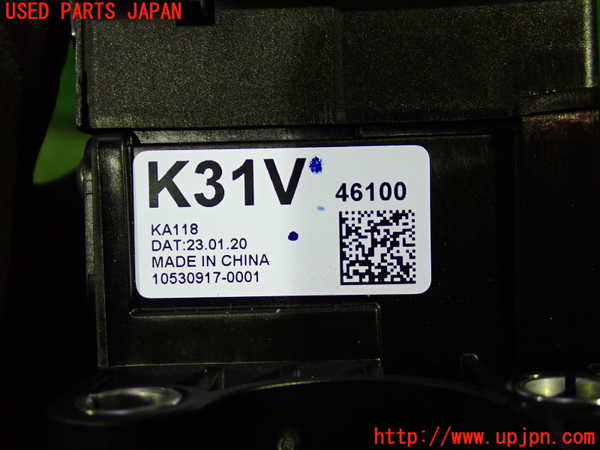 USED PARTS JAPAN
K31V
46100
KA118
DAT:23.01.20
MADE IN CHINA
10530917-0001
http://www.upjpn.com/